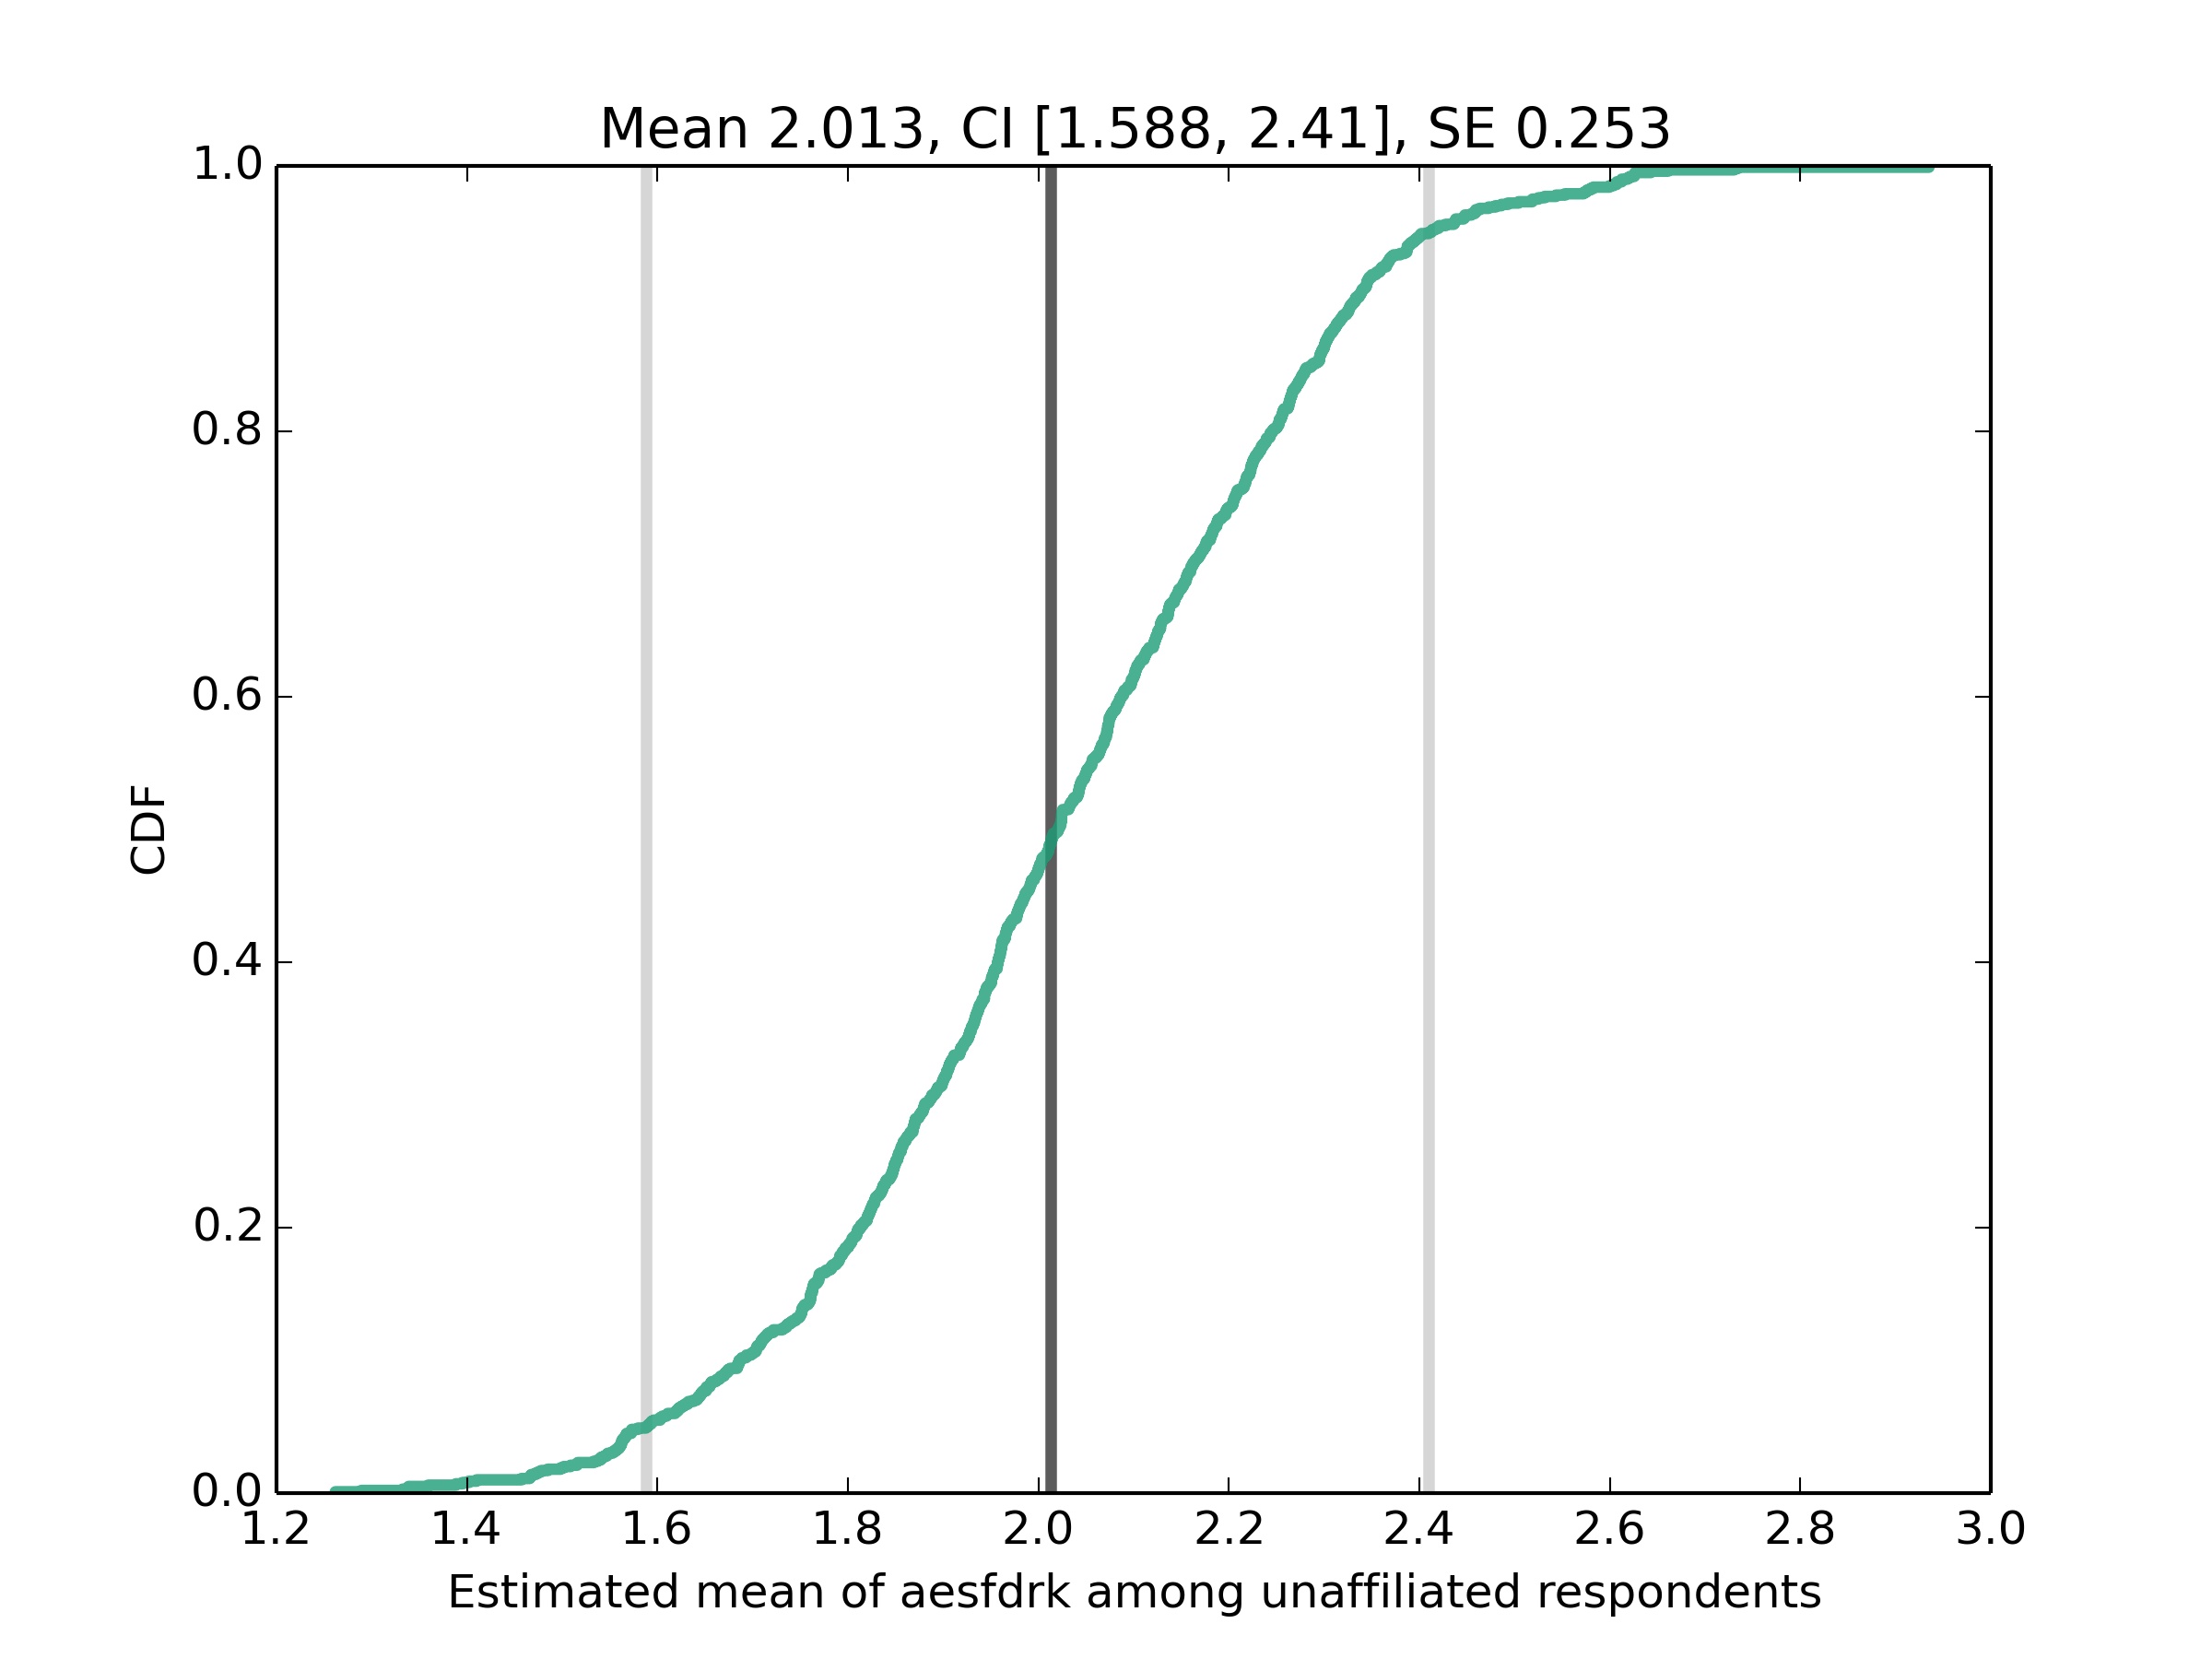 Mean 2.013, CI [1.588, 2.41], SE 0.253
1.0
0.8
0.6
0.4
0.2
0.0
CDF
1.2 1.4 1.6 1.8 2.0 2.2 2.4 2.6 2.8 3.0
Estimated mean of aesfdrk among unaffiliated respondents